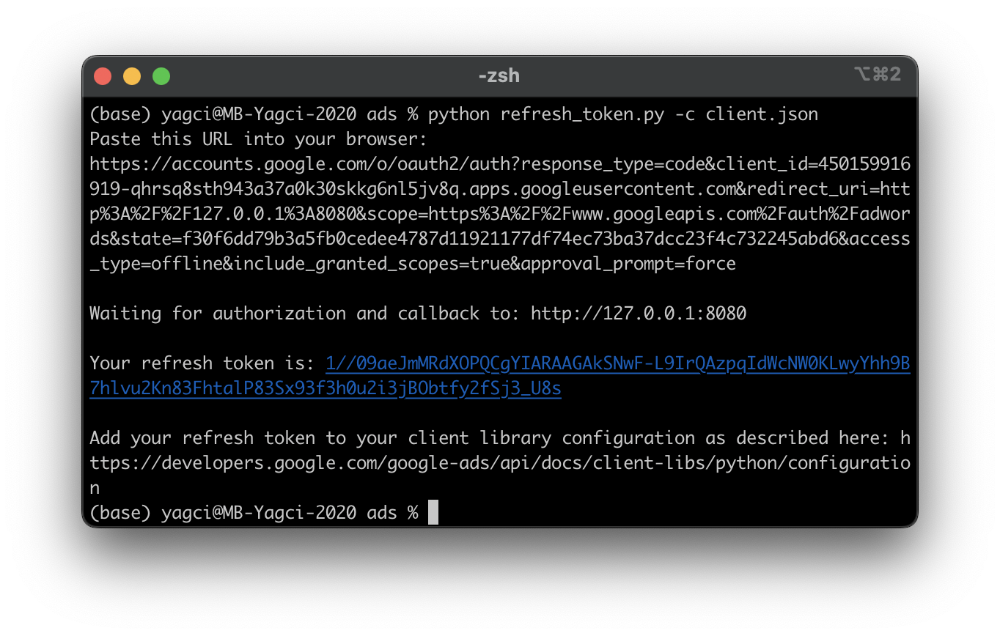 -zsh
⌥⌘2
(base) yagci@MB-Yagci-2020 ads % python refresh_token.py -c client.json
Paste this URL into your browser:
https://accounts.google.com/o/oauth2/auth?response_type=code&client_id=450159916
919-qhrsq8sth943a37a0k30skkg6nl5jv8q.apps.googleusercontent.com&redirect_uri=htt
p%3A%2F%2F127.0.0.1%3A8080&scope=https%3A%2F%2Fwww.googleapis.com%2Fauth%2Fadwor
ds&state=f30f6dd79b3a5fb0cedee4787d11921177df74ec73ba37dcc23f4c732245abd6&access
_type=offline&include_granted_scopes=true&approval_prompt=force
Waiting for authorization and callback to: http://127.0.0.1:8080
Your refresh token is: 1//09aeJmMRdXOPQCgYIARAAGAkSNwF-L9IrQAzpqIdWcNW0KLwyYhh9B
7hlvu2Kn83FhtalP83Sx93f3h0u2i3jBObtfy2fSj3_U8s
Add your refresh token to your client library configuration as described here: h
ttps://developers.google.com/google-ads/api/docs/client-libs/python/configuratio
n
(base) yagci@MB-Yagci-2020 ads %